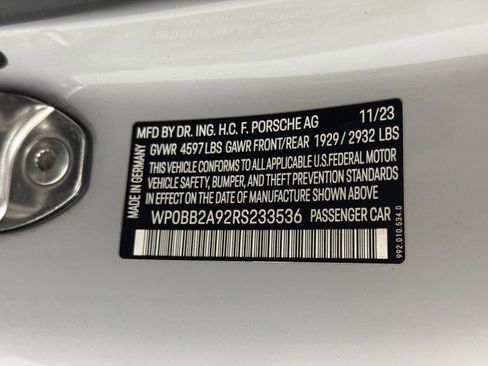 MFD BY DR. ING. H.C. F. PORSCHE AG 11/23
GVWR 4597LBS GAWR FRONT/REAR 1929/2932 LBS
THIS VEHICLE CONFORMS TO ALL APPLICABLE U.S.FEDERAL MOTOR
VEHICLE SAFETY, BUMPER, AND THEFT PREVENTION STANDARDS
IN EFFECT ON THE DATE OF MANUFACTURE SHOWN ABOVE.
WP0BB2A92RS233536 PASSENGER CAR
MADE IN GERMANY
992.010.534.D